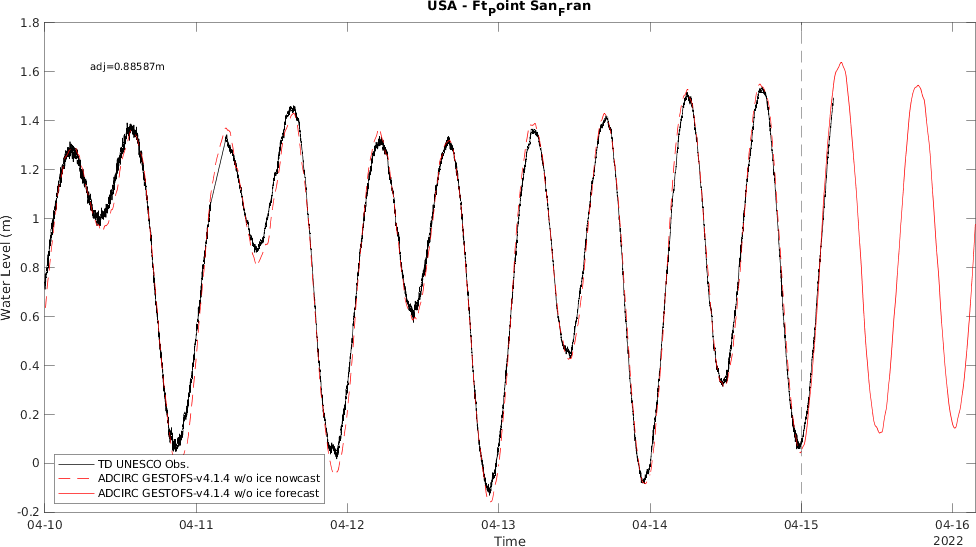 USA - FtPoint SanFran
1.8
1.6
1.4
1.2
1
0.8
0.6
0.4
0.2
0
-0.2
Water Level (m)
adj=0.88587m
TD UNESCO Obs.
ADCIRC GESTOFS-v4.1.4 w/o ice nowcast
ADCIRC GESTOFS-v4.1.4 w/o ice forecast
04-10 04-11 04-12 04-13 04-14 04-15 04-16
Time
2022